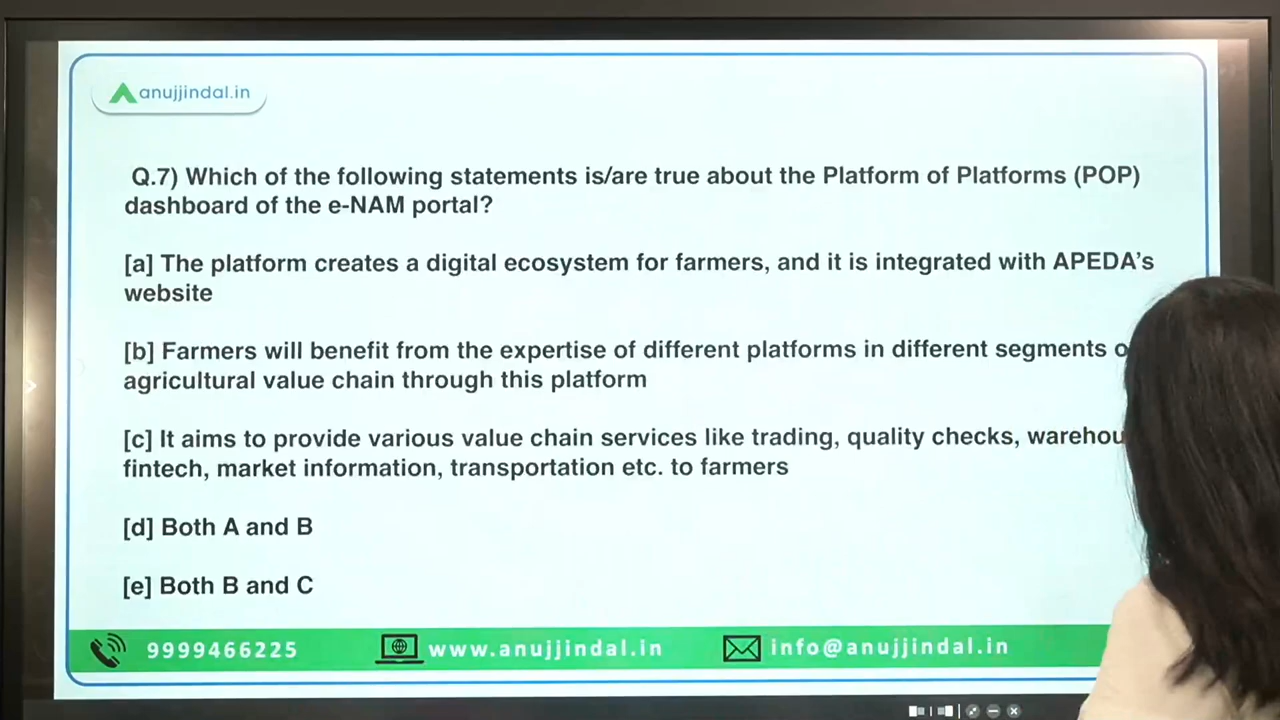 anujjindal.in
Q.7) Which of the following statements is/are true about the Platform of Platforms (POP)
dashboard of the e-NAM portal?
[a] The platform creates a digital ecosystem for farmers, and it is integrated with APEDA’s
website
[b] Farmers will benefit from the expertise of different platforms in different segments
agricultural value chain through this platform
[c] It aims to provide various value chain services like trading, quality checks,
fintech, market information, transportation etc. to farmers
[d] Both A and B
[e] Both B and C
9999466225 www.anujjindal.in info@anujjindal.in